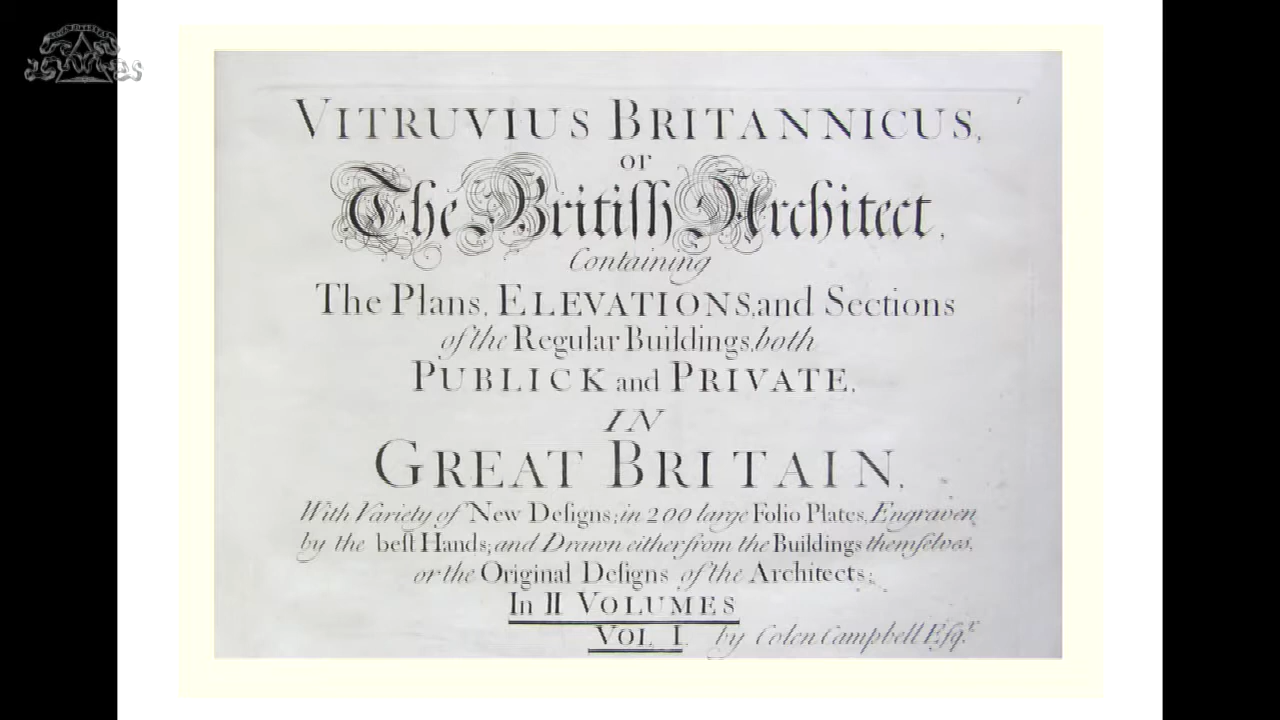 VITRUVIUS BRITANNICUS,
or
The Britiſh Architect,
Containing
The Plans, ELEVATIONS, and Sections
of the Regular Buildings, both
PUBLICK and PRIVATE,
IN
GREAT BRITAIN,
With Variety of New Deſigns; in 200 large Folio Plates, Engraven
by the beſt Hands; and Drawn either from the Buildings themſelves,
or the Original Deſigns of the Architects;
In II VOLUMES
VOL. I. by Colen Campbell Eſqr.
1